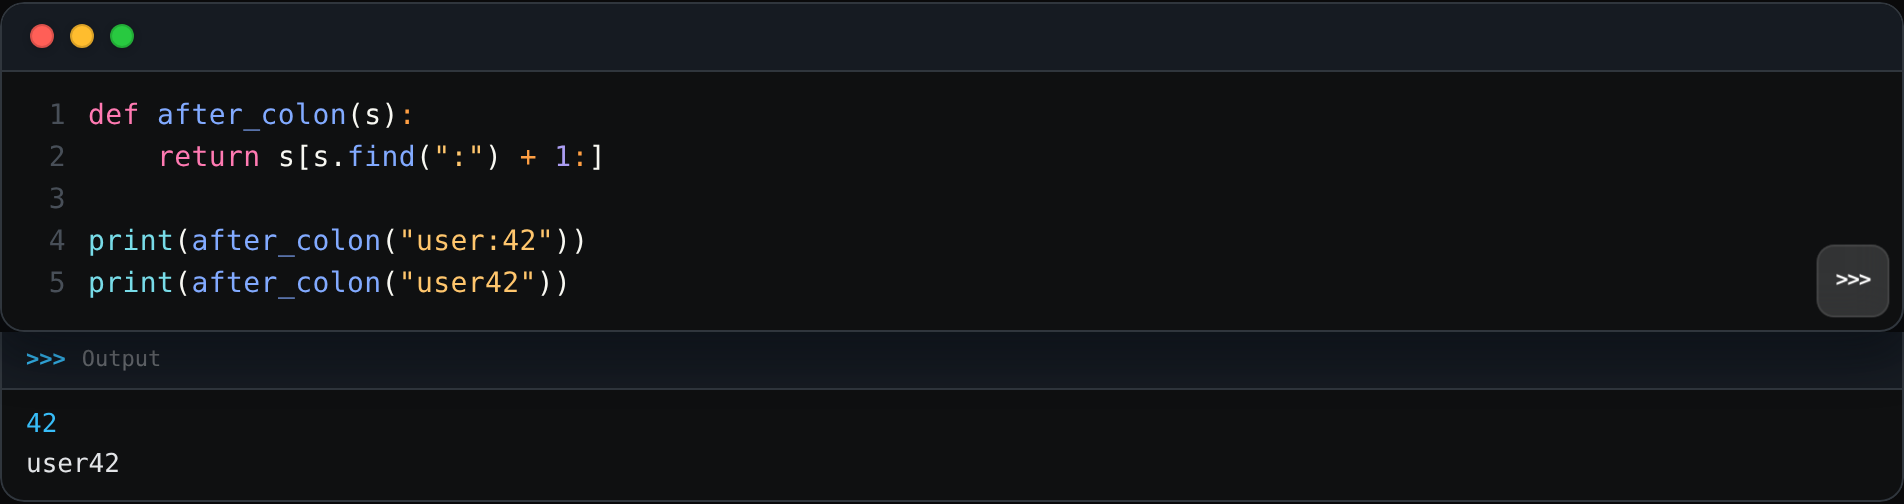 1 def after_colon(s):
2     return s[s.find(":") + 1:]
3
4 print(after_colon("user:42"))
5 print(after_colon("user42"))
>>>
>>> Output
42
user42